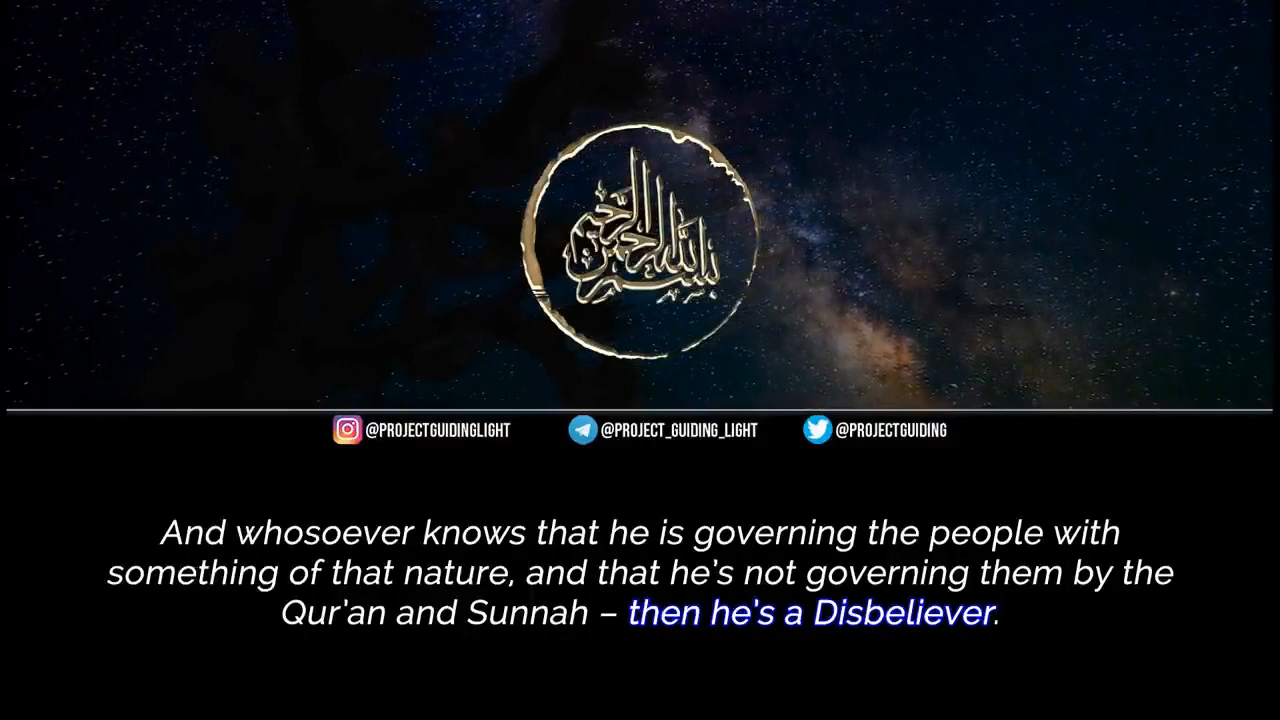 بسم الله الرحمن الرحيم
@PROJECTGUIDINGLIGHT
@PROJECT_GUIDING_LIGHT
@PROJECTGUIDING
And whosoever knows that he is governing the people with
something of that nature, and that he's not governing them by the
Qur'an and Sunnah – then he's a Disbeliever.